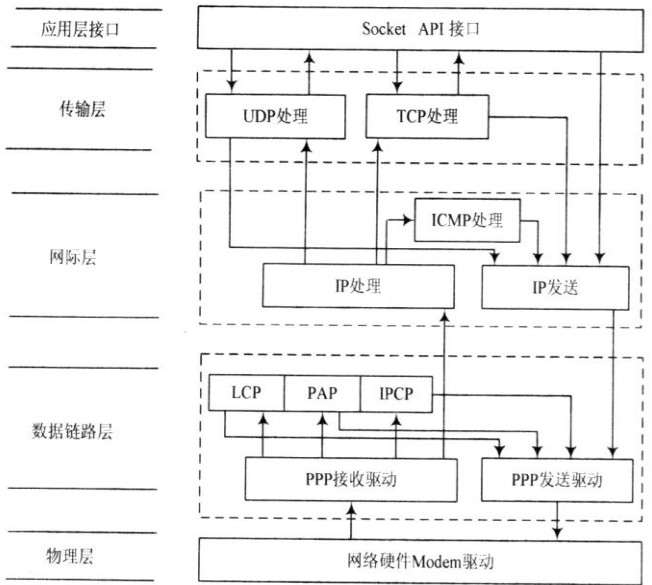 应用层接口
Socket API 接口
传输层
UDP处理
TCP处理
ICMP处理
网际层
IP处理
IP发送
LCP
PAP
IPCP
数据链路层
PPP接收驱动
PPP发送驱动
物理层
网络硬件Modem驱动